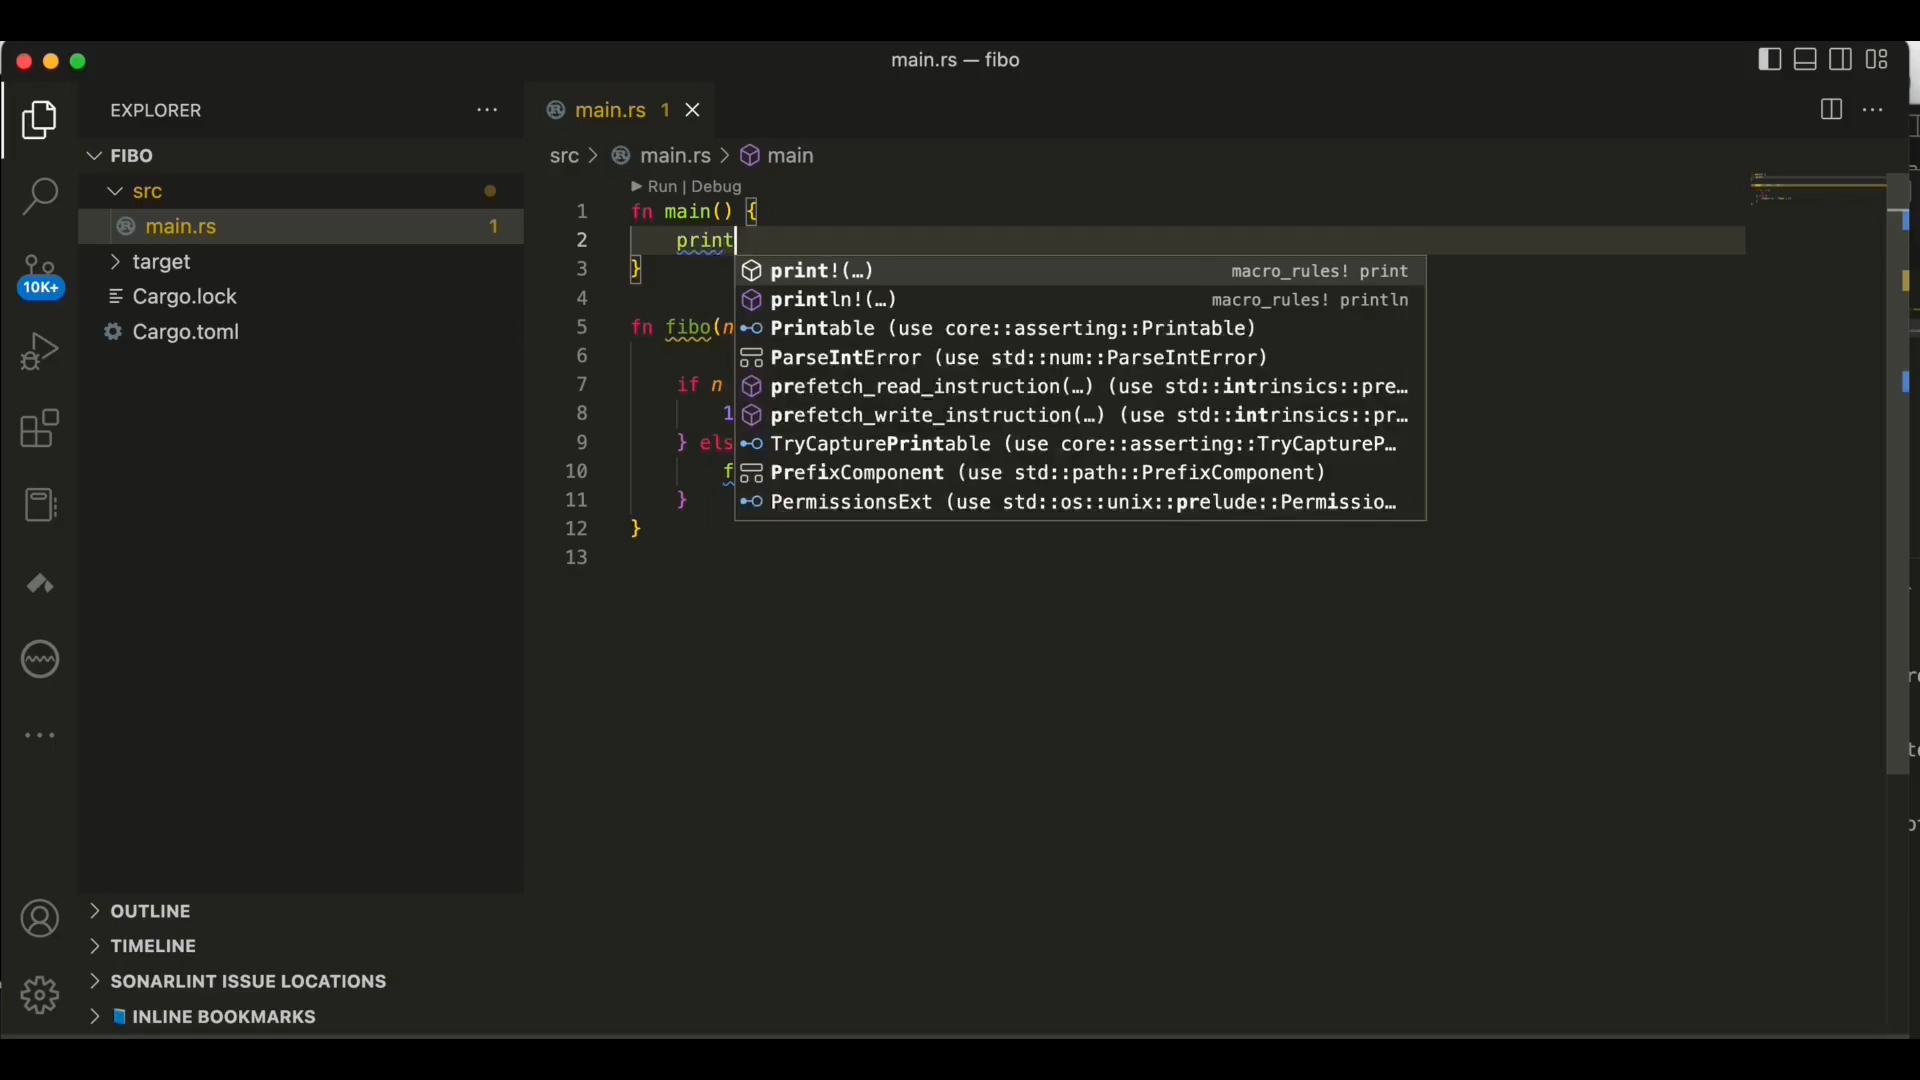 main.rs — fibo
EXPLORER
FIBO
src
main.rs 1
target
Cargo.lock
Cargo.toml
10K+
OUTLINE
TIMELINE
SONARLINT ISSUE LOCATIONS
INLINE BOOKMARKS
main.rs 1
src > main.rs > main
Run | Debug
1 fn main() {
2 print
3 }
4
5 fn fibo(n
6
7 if n
8 1
9 } els
10 f
11 }
12 }
13
print!(…) macro_rules! print
println!(…) macro_rules! println
Printable (use core::asserting::Printable)
ParseIntError (use std::num::ParseIntError)
prefetch_read_instruction(…) (use std::intrinsics::pre…
prefetch_write_instruction(…) (use std::intrinsics::pr…
TryCapturePrintable (use core::asserting::TryCaptureP…
PrefixComponent (use std::path::PrefixComponent)
PermissionsExt (use std::os::unix::prelude::Permissio…